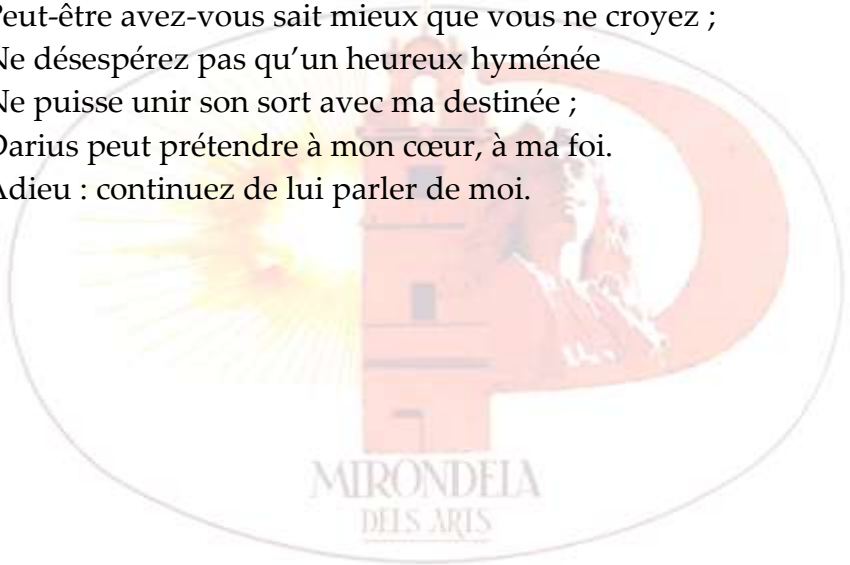 Peut-être avez-vous sait mieux que vous ne croyez ;
Ne désespérez pas qu’un heureux hyménée
Ne puisse unir son sort avec ma destinée ;
Darius peut prétendre à mon cœur, à ma foi.
Adieu : continuez de lui parler de moi.
MIRONDELA
DELS ARTS